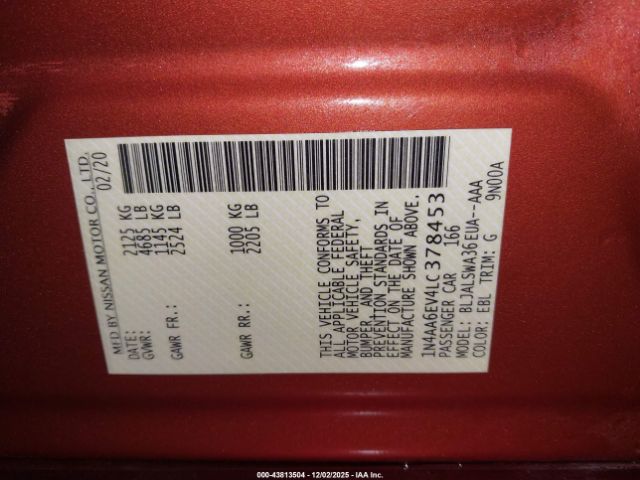 MFD BY NISSAN MOTOR CO., LTD.
DATE: 02/20
GVWR: 2125 KG
4685 LB
GAWR FR.: 1145 KG
2524 LB
GAWR RR.: 1000 KG
2205 LB
THIS VEHICLE CONFORMS TO
ALL APPLICABLE FEDERAL
MOTOR VEHICLE SAFETY,
BUMPER, AND THEFT
PREVENTION STANDARDS IN
EFFECT ON THE DATE OF
MANUFACTURE SHOWN ABOVE.
1N4AA6EV4LC378453
PASSENGER CAR 166
MODEL: BLJALSWA36EUA--AAA
COLOR: EBL TRIM: G 9N00A
000-43813504 - 12/02/2025 - IAA Inc.